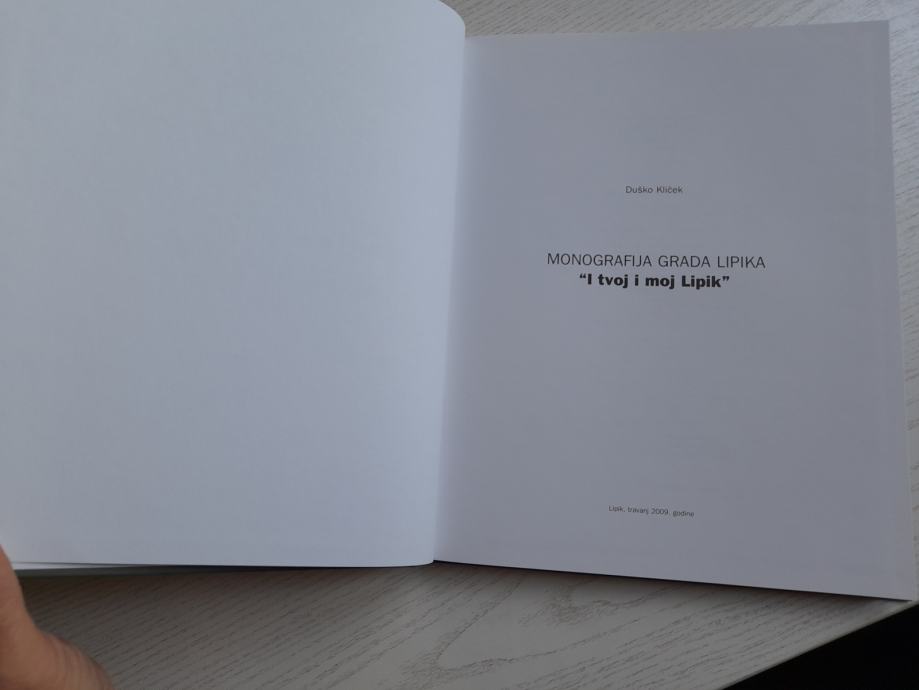 Duško Kliček
MONOGRAFIJA GRADA LIPIKA
“I tvoj i moj Lipik”
Lipik, travanj 2009. godine